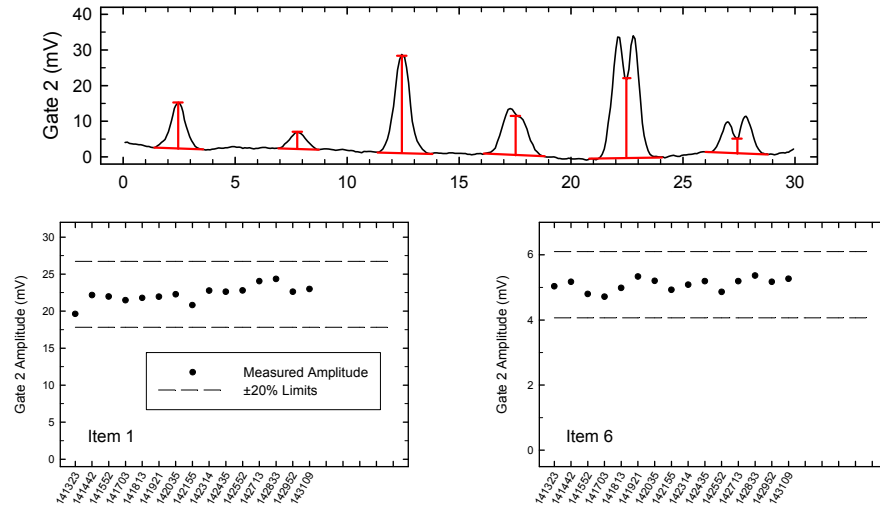 Gate 2 (mV)
40
30
20
10
0
0 5 10 15 20 25 30
Gate 2 Amplitude (mV)
30
25
20
15
10
5
0
Measured Amplitude
±20% Limits
Item 1
141323 141442 141552 141703 141813 141921 142035 142155 142314 142435 142552 142713 142833 142952 143109
Gate 2 Amplitude (mV)
6
4
2
0
Item 6
141323 141442 141552 141703 141813 141921 142035 142155 142314 142435 142552 142713 142833 142952 143109